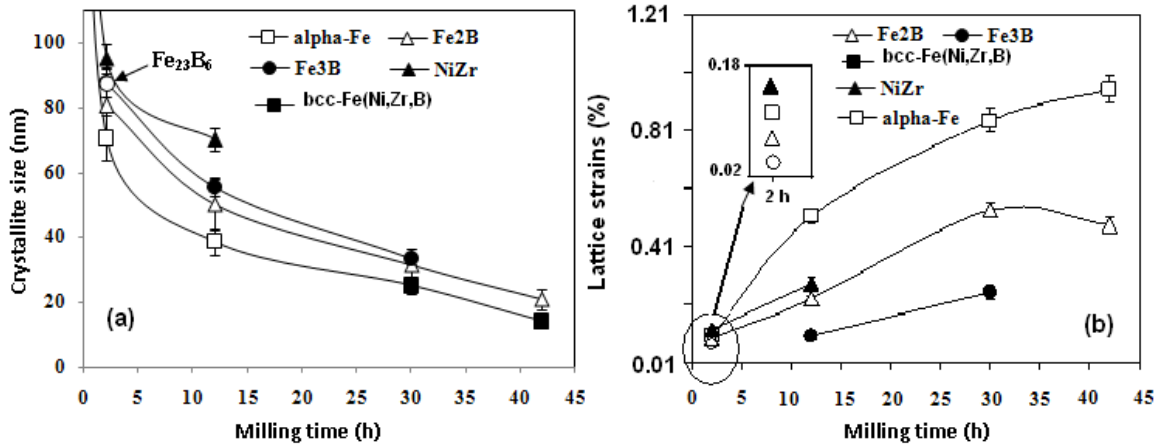 100
80
60
40
20
0
Crystallite size (nm)
Fe23B6
alpha-Fe Fe2B
Fe3B NiZr
bcc-Fe(Ni,Zr,B)
(a)
0 5 10 15 20 25 30 35 40 45
Milling time (h)
1.21
0.81
0.41
0.01
Lattice strains (%)
Fe2B Fe3B
bcc-Fe(Ni,Zr,B)
NiZr
alpha-Fe
0.18
0.02
2 h
(b)
0 5 10 15 20 25 30 35 40 45
Milling time (h)